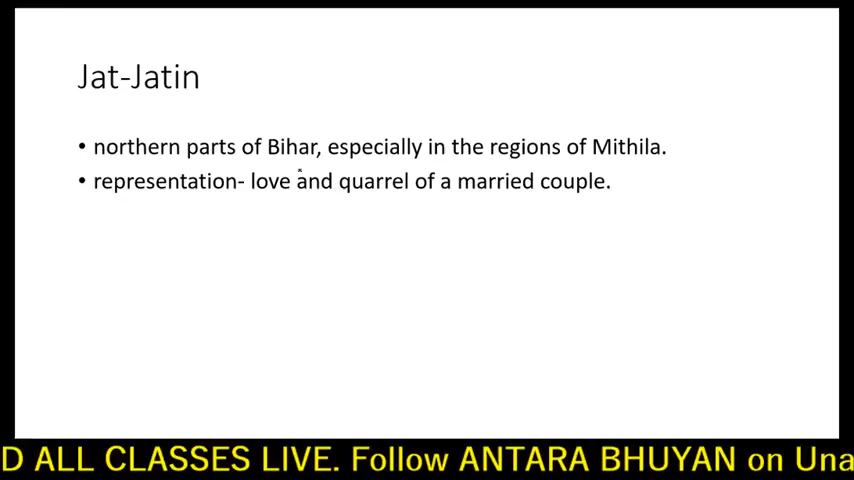 Jat-Jatin
• northern parts of Bihar, especially in the regions of Mithila.
• representation- love and quarrel of a married couple.
D ALL CLASSES LIVE. Follow ANTARA BHUYAN on Una